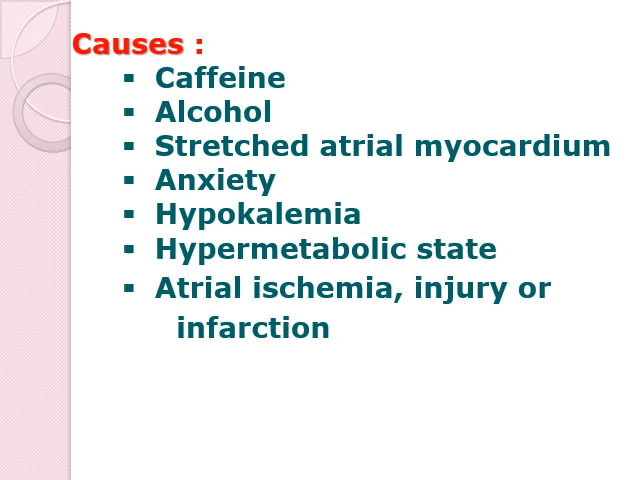 Causes :
▪ Caffeine
▪ Alcohol
▪ Stretched atrial myocardium
▪ Anxiety
▪ Hypokalemia
▪ Hypermetabolic state
▪ Atrial ischemia, injury or
infarction